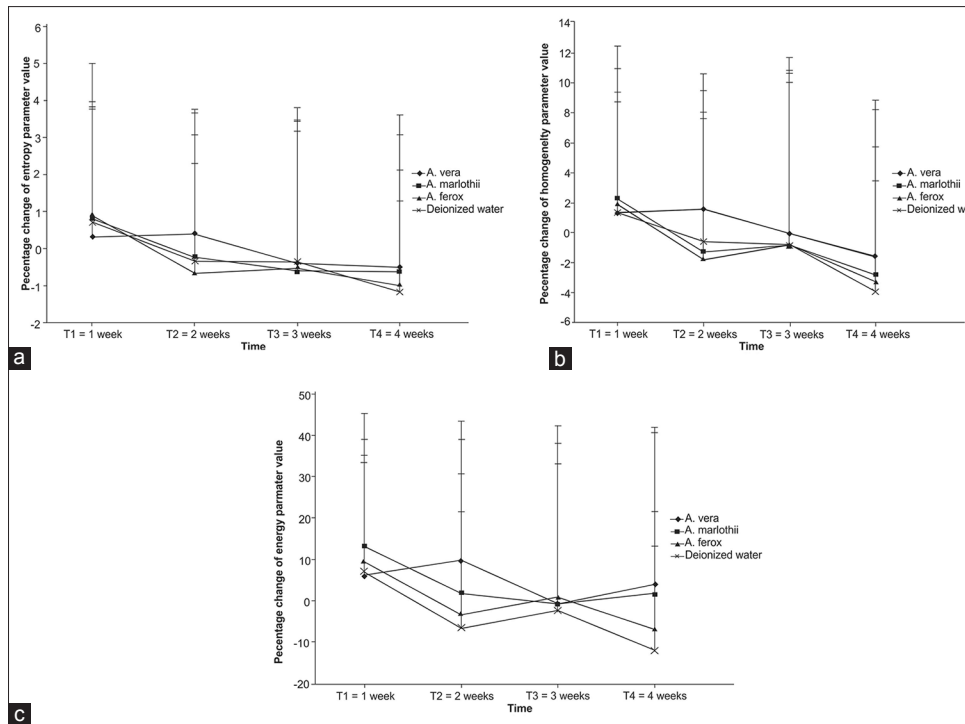 6
5
4
3
2
1
0
-1
-2
Pecentage change of entropy parameter value
T1 = 1 week T2 = 2 weeks T3 = 3 weeks T4 = 4 weeks
Time
A. vera
A. marlothii
A. ferox
Deionized water
a
14
12
10
8
6
4
2
0
-2
-4
-6
Pecentage change of homogenelty parameter value
T1 = 1 week T2 = 2 weeks T3 = 3 weeks T4 = 4 weeks
Time
A. vera
A. marlothii
A. ferox
Deionized w
b
50
40
30
20
10
0
-10
-20
Pecentage change of energy parmater value
T1 = 1 week T2 = 2 weeks T3 = 3 weeks T4 = 4 weeks
Time
A. vera
A. marlothii
A. ferox
Deionized water
c